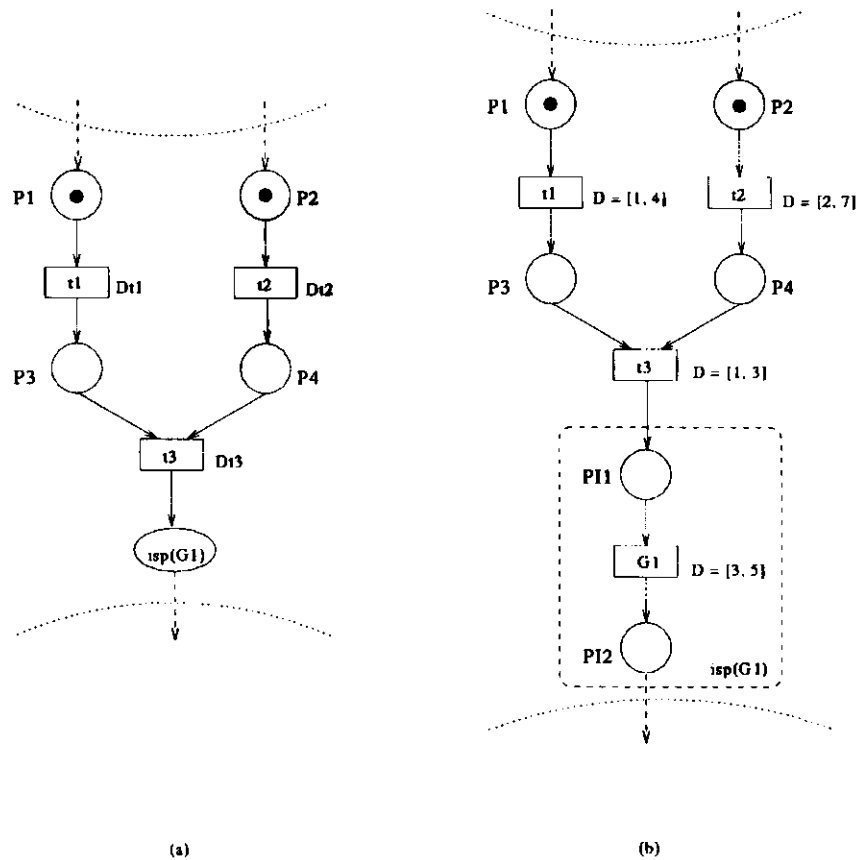 P1
P2
t1
Dt1
t2
Dt2
P3
P4
t3
Dt3
isp(G1)
(a)
P1
P2
t1
D = [1, 4]
t2
D = [2, 7]
P3
P4
t3
D = [1, 3]
PI1
G1
D = [3, 5]
PI2
isp(G1)
(b)